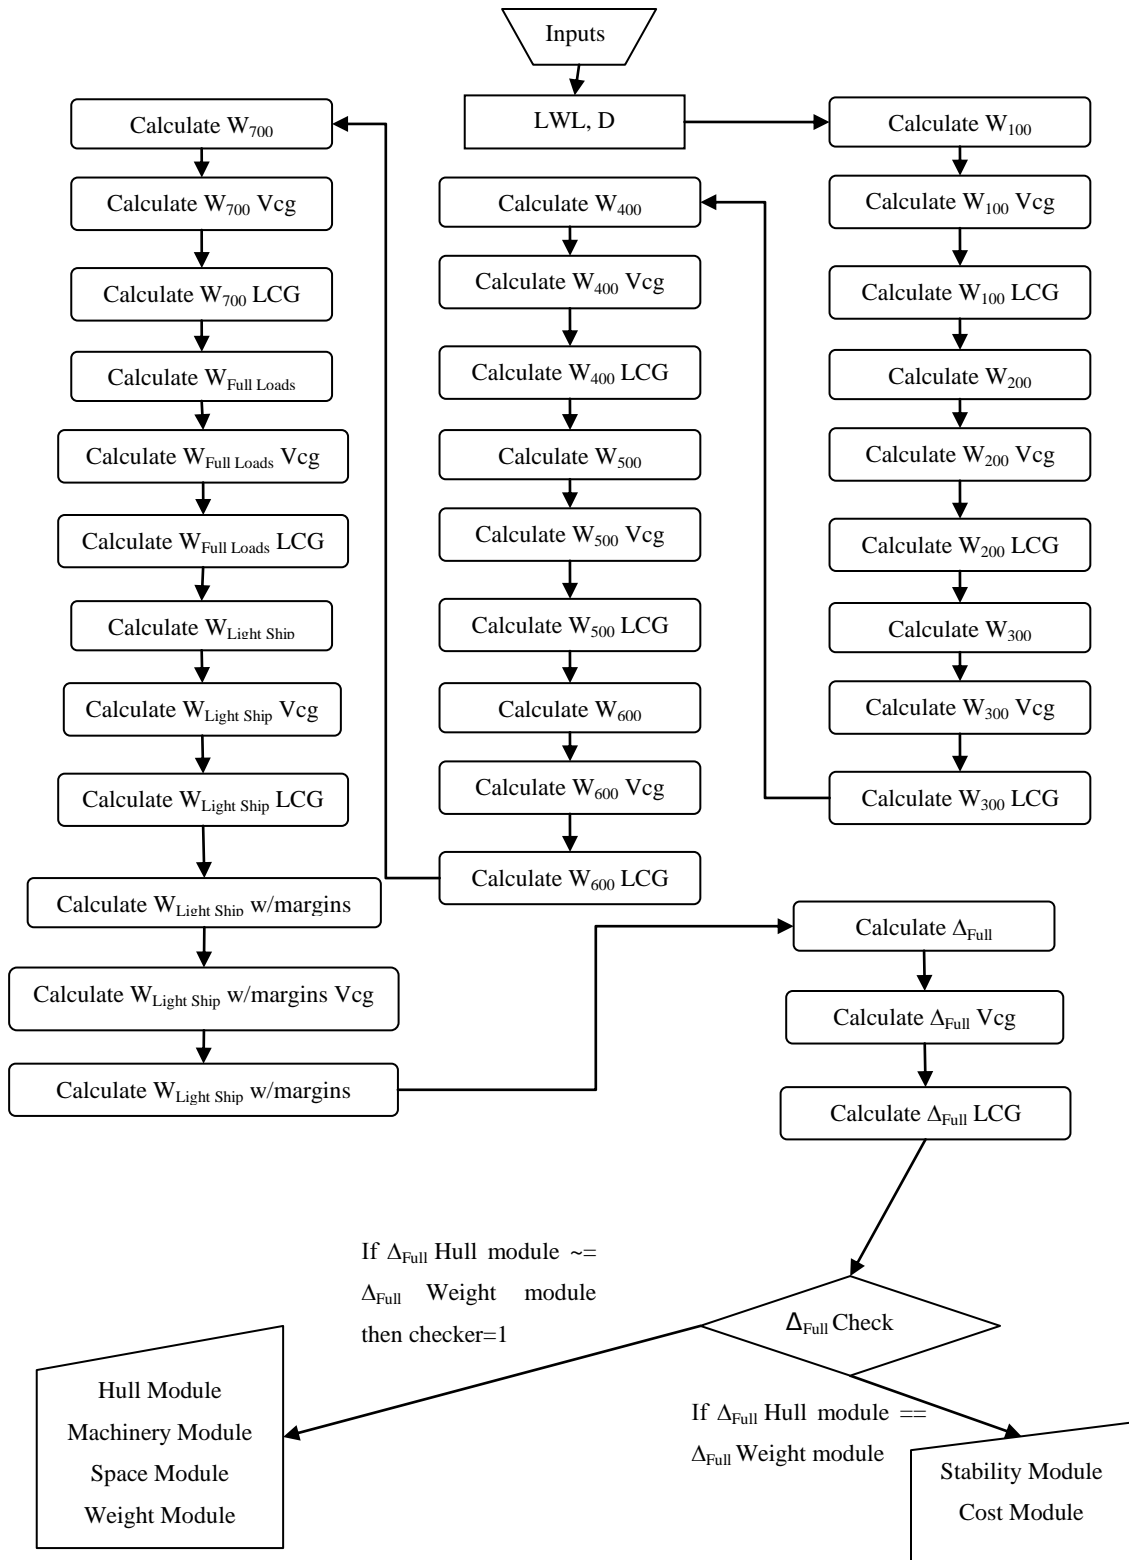 Inputs
LWL, D
Calculate W100
Calculate W100 Vcg
Calculate W100 LCG
Calculate W200
Calculate W200 Vcg
Calculate W200 LCG
Calculate W300
Calculate W300 Vcg
Calculate W300 LCG
Calculate W400
Calculate W400 Vcg
Calculate W400 LCG
Calculate W500
Calculate W500 Vcg
Calculate W500 LCG
Calculate W600
Calculate W600 Vcg
Calculate W600 LCG
Calculate W700
Calculate W700 Vcg
Calculate W700 LCG
Calculate WFull Loads
Calculate WFull Loads Vcg
Calculate WFull Loads LCG
Calculate WLight Ship
Calculate WLight Ship Vcg
Calculate WLight Ship LCG
Calculate WLight Ship w/margins
Calculate WLight Ship w/margins Vcg
Calculate WLight Ship w/margins
Calculate ΔFull
Calculate ΔFull Vcg
Calculate ΔFull LCG
ΔFull Check
If ΔFull Hull module ~=
ΔFull Weight module
then checker=1
Hull Module
Machinery Module
Space Module
Weight Module
If ΔFull Hull module ==
ΔFull Weight module
Stability Module
Cost Module